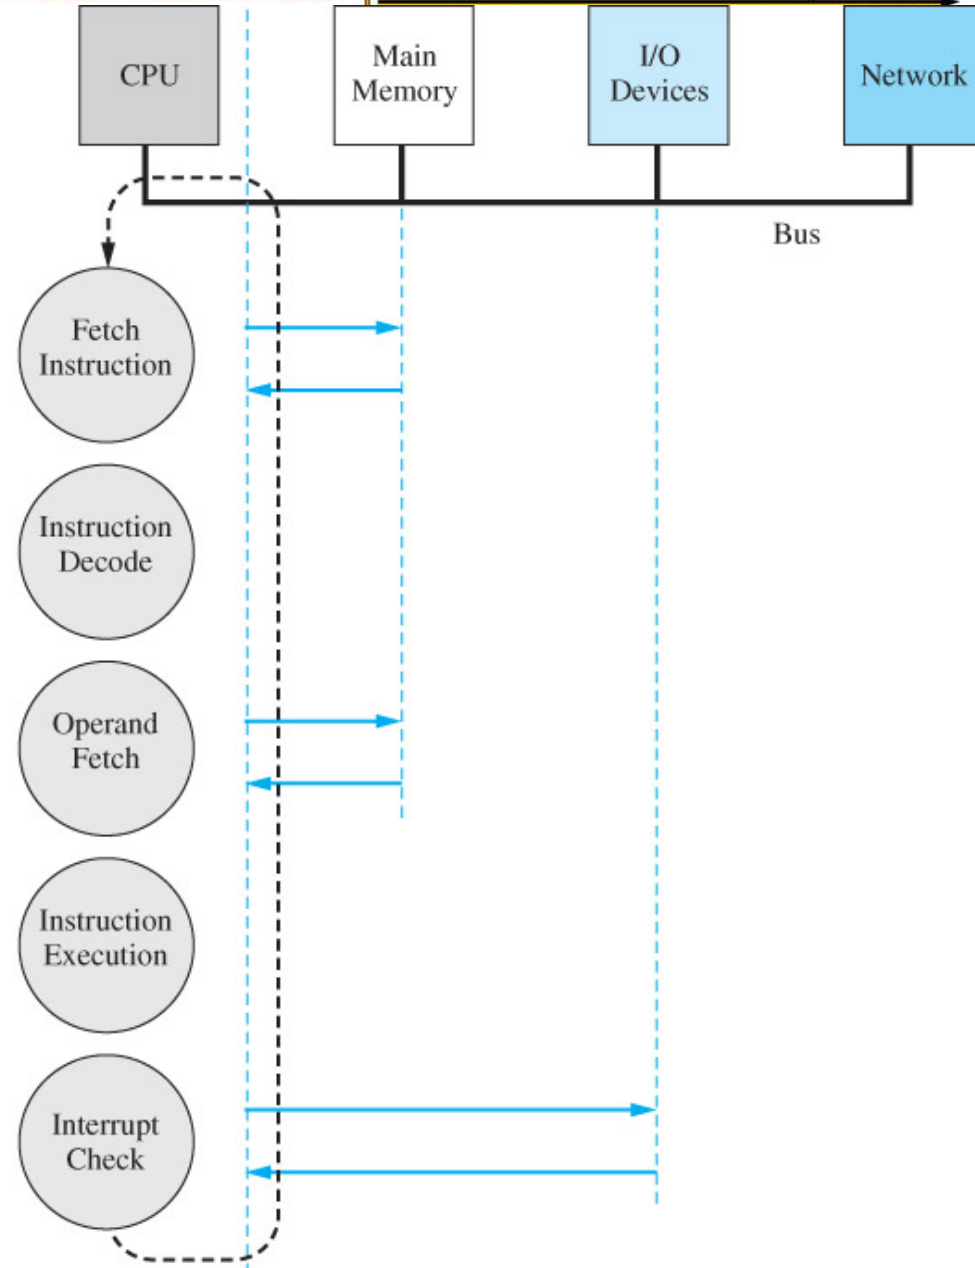 CPU
Main
Memory
I/O
Devices
Network
Bus
Fetch
Instruction
Instruction
Decode
Operand
Fetch
Instruction
Execution
Interrupt
Check